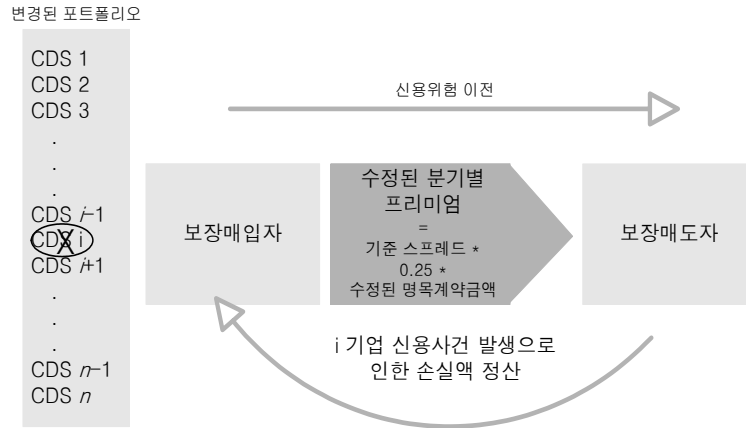 변경된 포트폴리오
CDS 1
CDS 2
CDS 3
.
.
.
CDS i-1
CDS i
CDS i+1
.
.
.
CDS n-1
CDS n
신용위험 이전
보장매입자
수정된 분기별
프리미엄
=
기준 스프레드 *
0.25 *
수정된 명목계약금액
보장매도자
i 기업 신용사건 발생으로
인한 손실액 정산